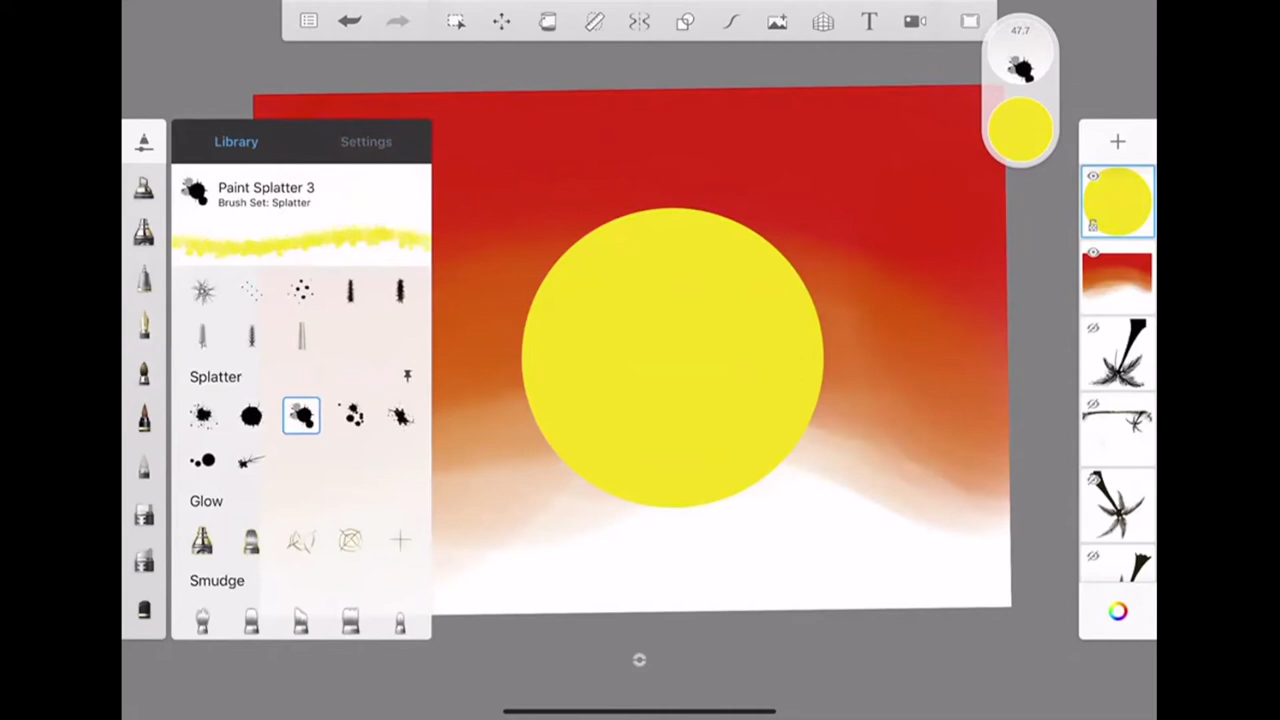 T
47,7
Library Settings
Paint Splatter 3
Brush Set: Splatter
Splatter
Glow
Smudge